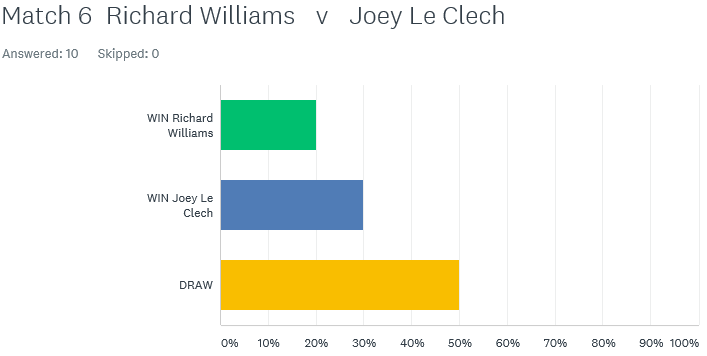 Match 6  Richard Williams   v   Joey Le Clech
Answered: 10   Skipped: 0
WIN Richard
Williams
WIN Joey Le
Clech
DRAW
0% 10% 20% 30% 40% 50% 60% 70% 80% 90% 100%